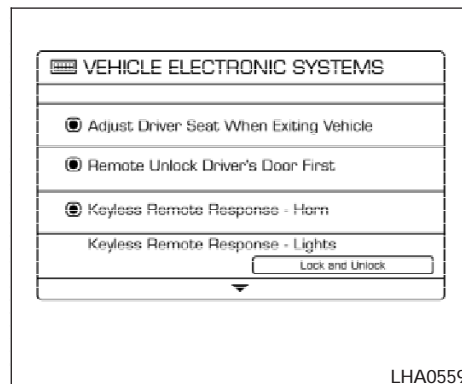 VEHICLE ELECTRONIC SYSTEMS
Adjust Driver Seat When Exiting Vehicle
Remote Unlock Driver's Door First
Keyless Remote Response - Horn
Keyless Remote Response - Lights
Lock and Unlock
LHA0559